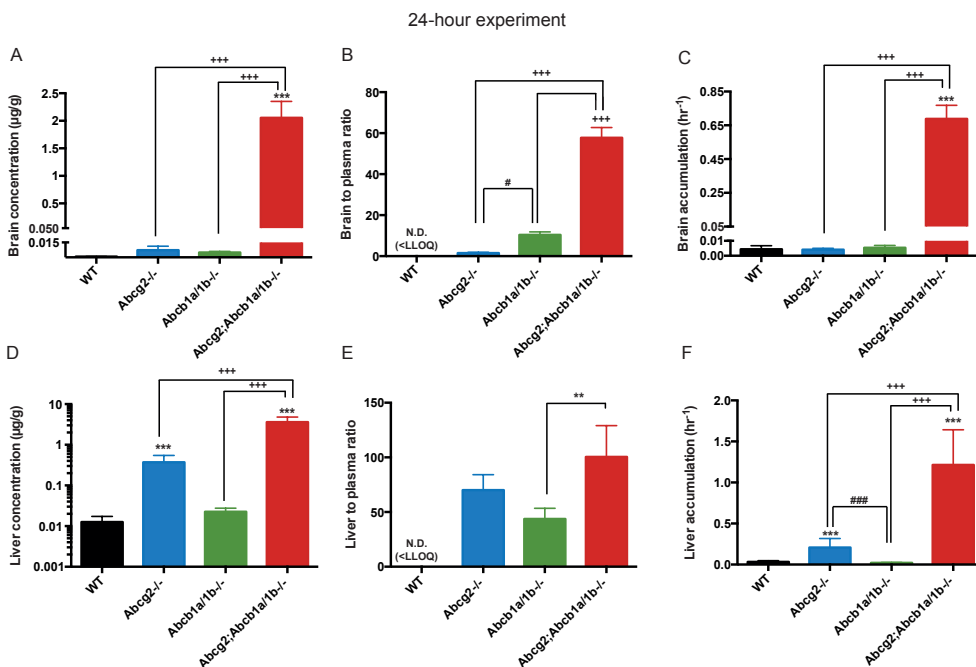 24-hour experiment
A
Brain concentration (µg/g)
2.5
2.0
1.5
1.0
0.5
0.050
0.015
0.000
+++
+++
***
WT
Abcg2-/-
Abcb1a/1b-/-
Abcg2;Abcb1a/1b-/-
B
Brain to plasma ratio
80
60
40
20
0
N.D.
(<LLOQ)
#
+++
+++
WT
Abcg2-/-
Abcb1a/1b-/-
Abcg2;Abcb1a/1b-/-
C
Brain accumulation (hr-1)
0.85
0.65
0.45
0.25
0.05
0.01
0.00
+++
+++
***
WT
Abcg2-/-
Abcb1a/1b-/-
Abcg2;Abcb1a/1b-/-
D
Liver concentration (µg/g)
10
1
0.1
0.01
0.001
***
+++
+++
***
WT
Abcg2-/-
Abcb1a/1b-/-
Abcg2;Abcb1a/1b-/-
E
Liver to plasma ratio
150
100
50
0
N.D.
(<LLOQ)
**
WT
Abcg2-/-
Abcb1a/1b-/-
Abcg2;Abcb1a/1b-/-
F
Liver accumulation (hr-1)
2.0
1.5
1.0
0.5
0.0
+++
+++
***
###
***
WT
Abcg2-/-
Abcb1a/1b-/-
Abcg2;Abcb1a/1b-/-